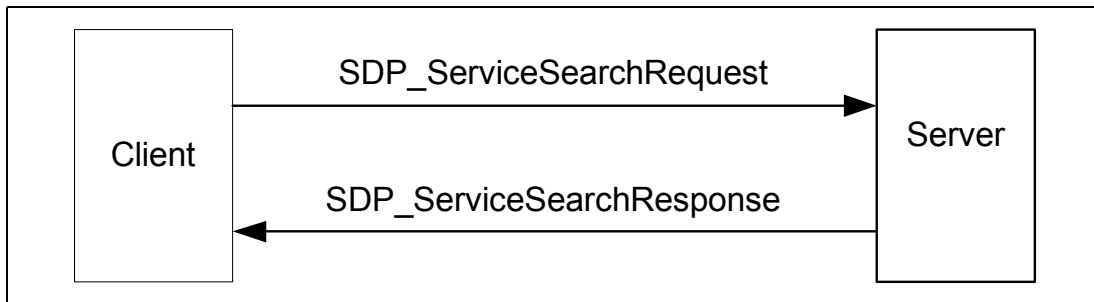 SDP_ServiceSearchRequest
Client
Server
SDP_ServiceSearchResponse